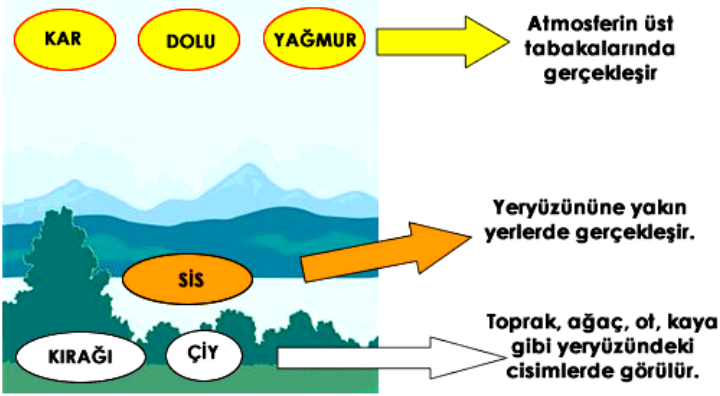 KAR
DOLU
YAĞMUR
Atmosferin üst
tabakalarında
gerçekleşir
Yeryüzününe yakın
yerlerde gerçekleşir.
SİS
Toprak, ağaç, ot, kaya
gibi yeryüzündeki
cisimlerde görülür.
KIRAĞI
ÇİY